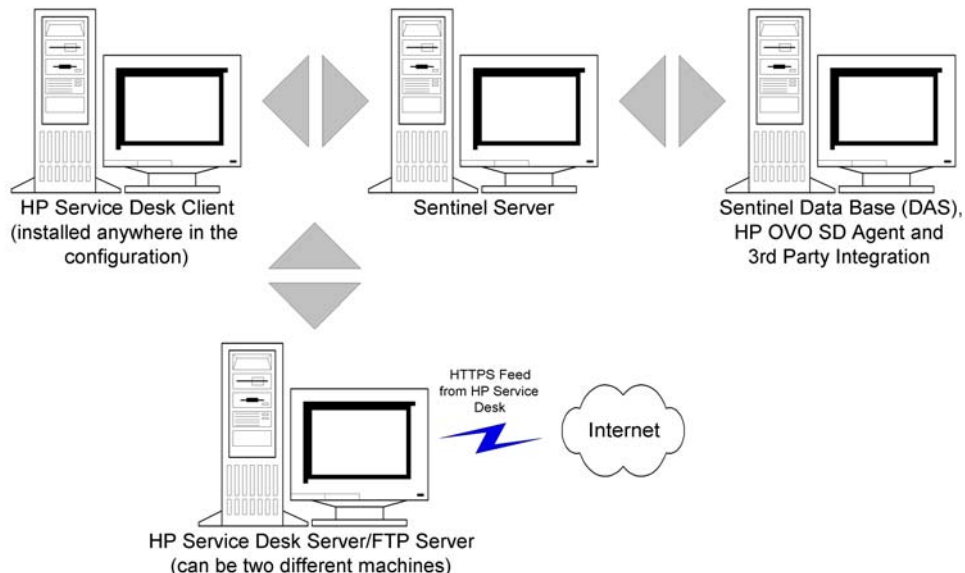 HP Service Desk Client
(installed anywhere in the
configuration)
Sentinel Server
Sentinel Data Base (DAS),
HP OVO SD Agent and
3rd Party Integration
HTTPS Feed
from HP Service
Desk
Internet
HP Service Desk Server/FTP Server
(can be two different machines)